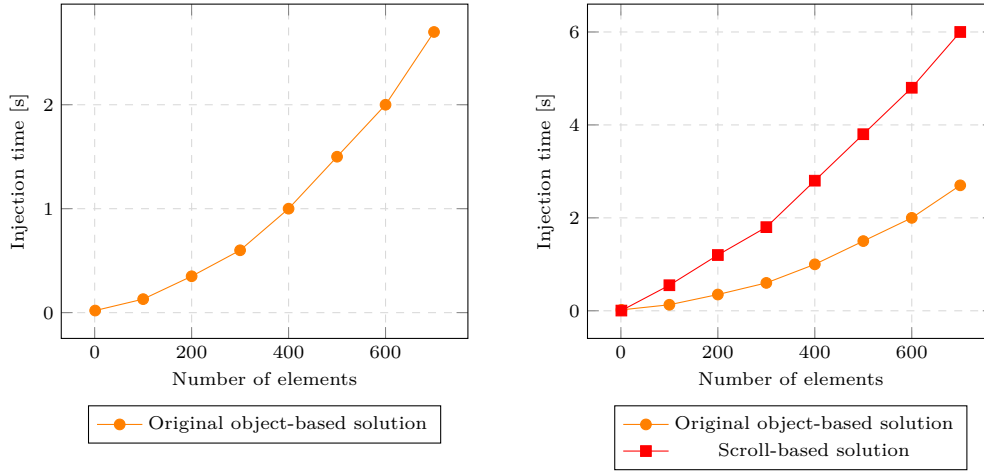 2
1
0
Injection time [s]
0 200 400 600
Number of elements
Original object-based solution
6
4
2
0
Injection time [s]
0 200 400 600
Number of elements
Original object-based solution
Scroll-based solution